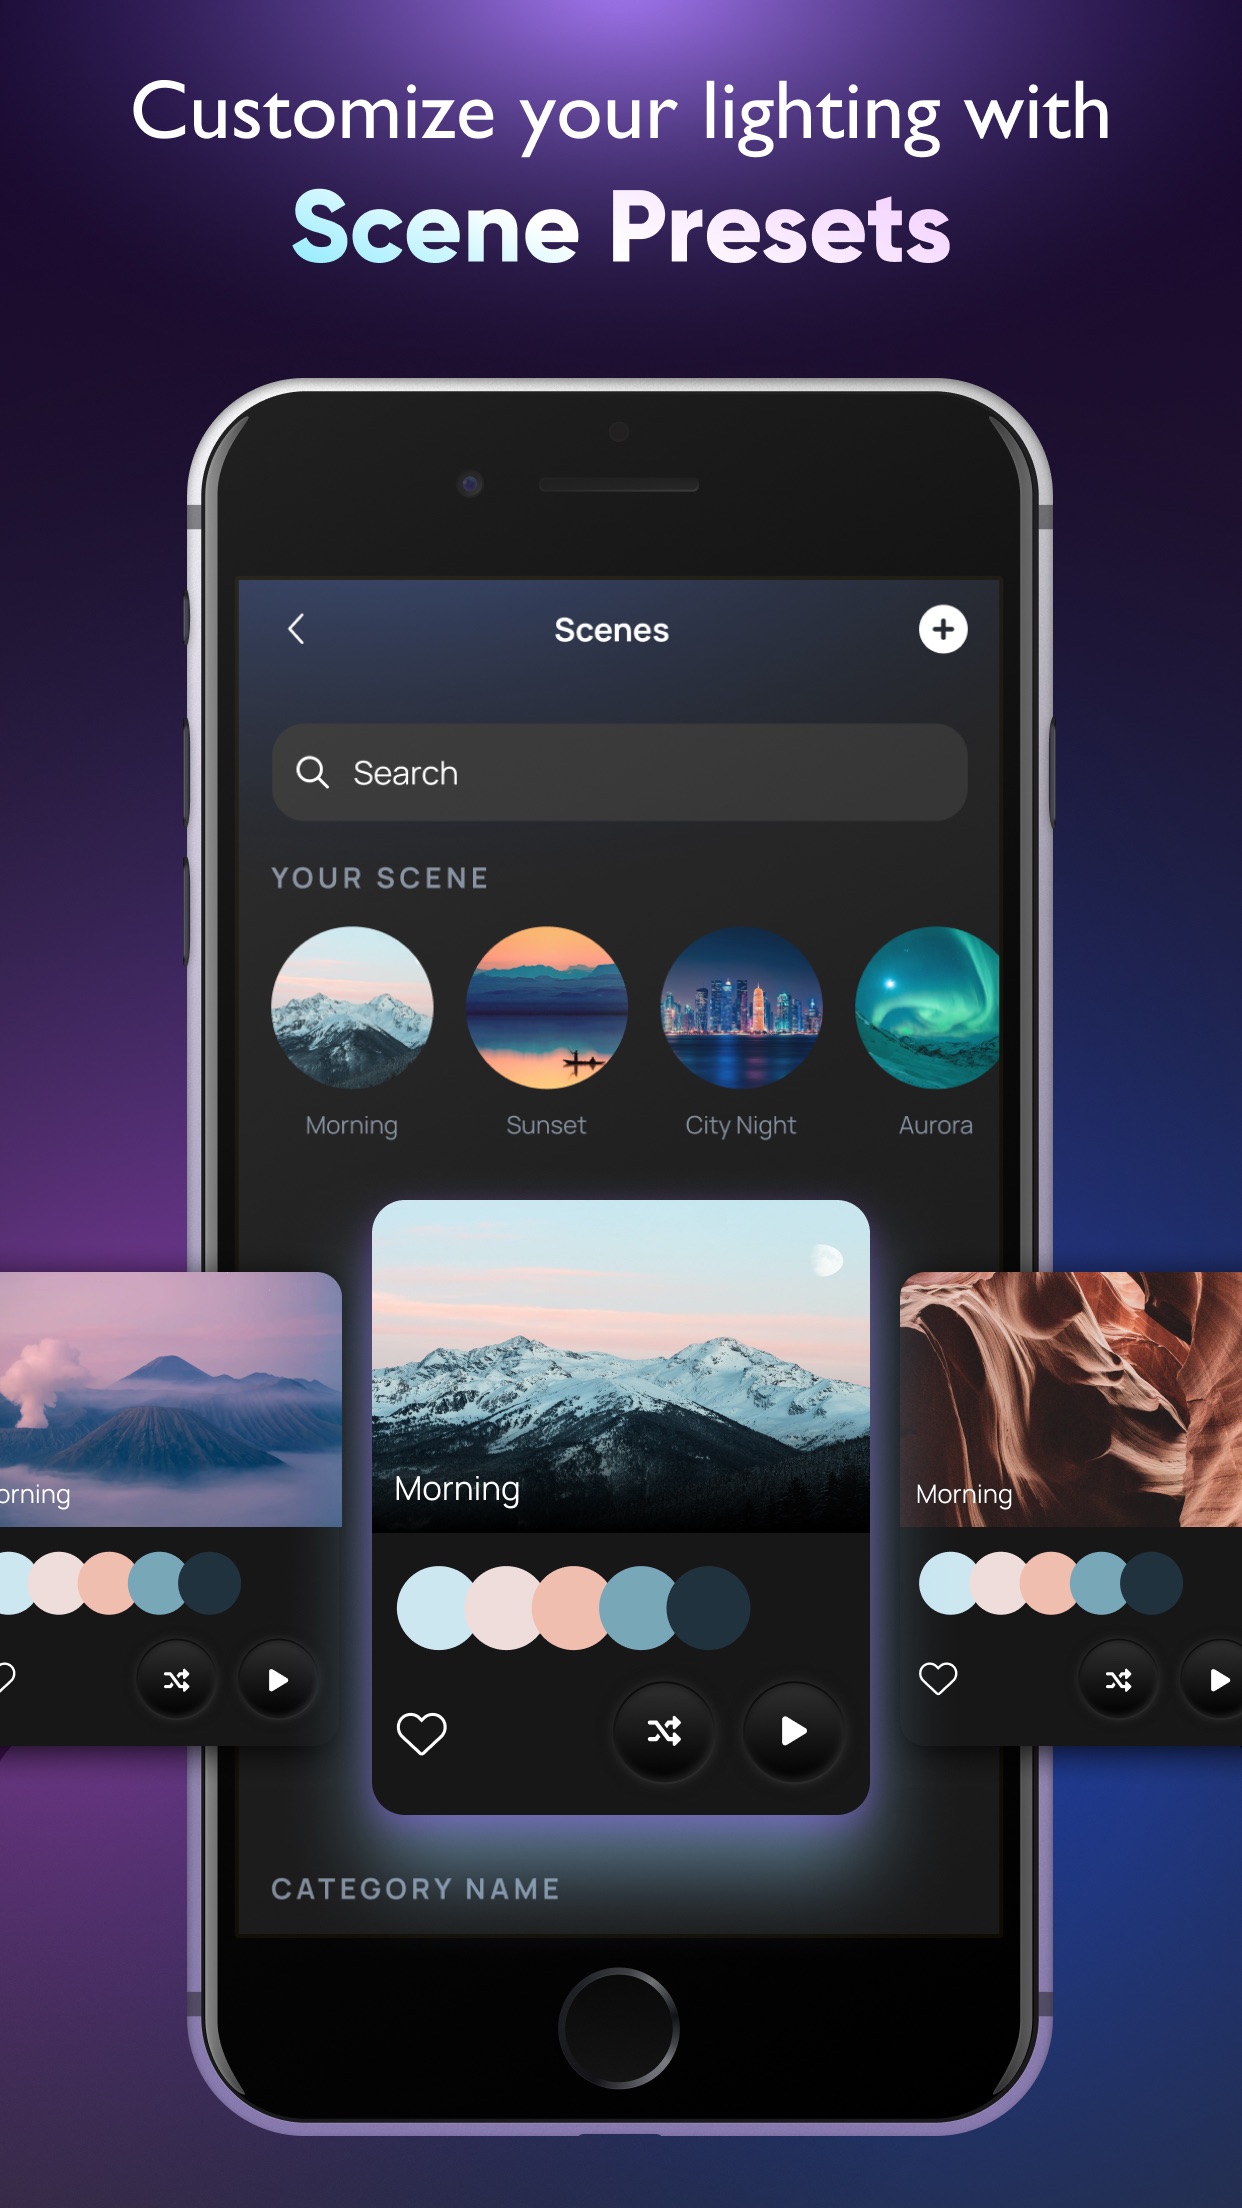 Customize your lighting with
Scene Presets
Scenes
Search
YOUR SCENE
Morning
Sunset
City Night
Aurora
orning
Morning
Morning
CATEGORY NAME